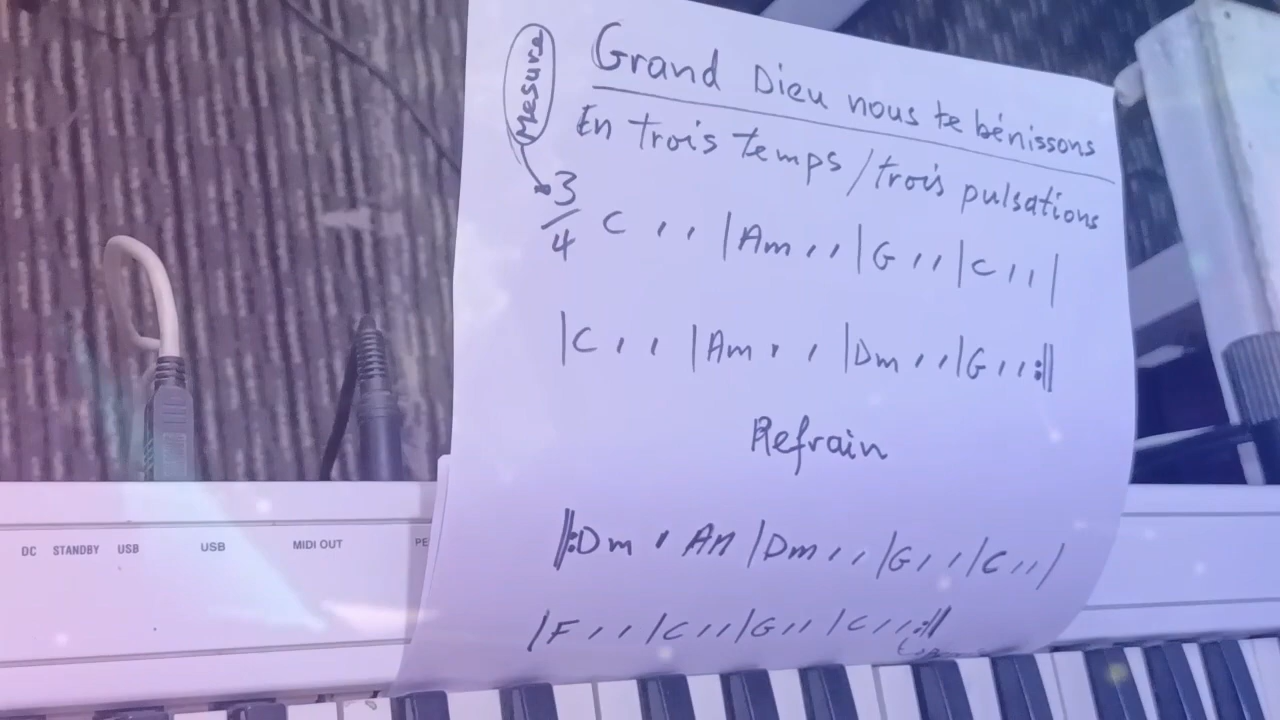 Mesure
Grand Dieu nous te bénissons
En trois temps / trois pulsations
3/4 C , , | Am , , | G , , | C , , |
| C , , | Am , , | Dm , , | G , , :||
Refrain
||: Dm , Am | Dm , , | G , , | C , , |
| F , , | C , , | G , , | C , , :||
DC STANDBY USB USB MIDI OUT PE